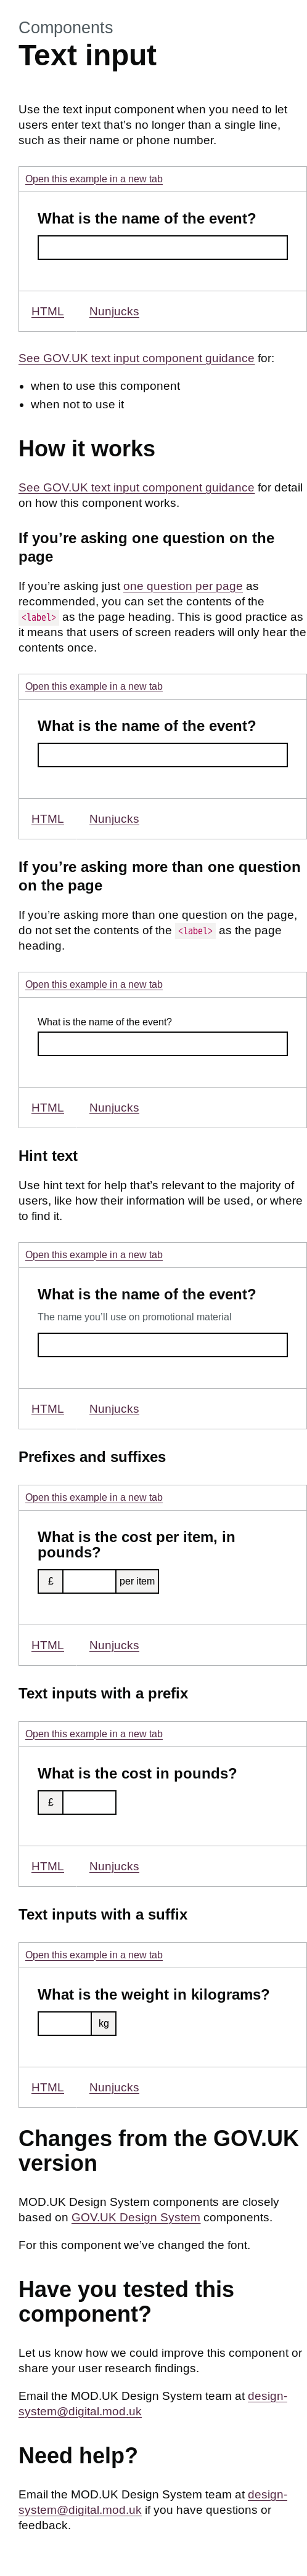 Components
Text input
Use the text input component when you need to let
users enter text that’s no longer than a single line,
such as their name or phone number.
Open this example in a new tab
What is the name of the event?
HTML Nunjucks
See GOV.UK text input component guidance for:
• when to use this component
• when not to use it
How it works
See GOV.UK text input component guidance for detail
on how this component works.
If you’re asking one question on the
page
If you’re asking just one question per page as
recommended, you can set the contents of the
<label> as the page heading. This is good practice as
it means that users of screen readers will only hear the
contents once.
Open this example in a new tab
What is the name of the event?
HTML Nunjucks
If you’re asking more than one question
on the page
If you’re asking more than one question on the page,
do not set the contents of the <label> as the page
heading.
Open this example in a new tab
What is the name of the event?
HTML Nunjucks
Hint text
Use hint text for help that’s relevant to the majority of
users, like how their information will be used, or where
to find it.
Open this example in a new tab
What is the name of the event?
The name you’ll use on promotional material
HTML Nunjucks
Prefixes and suffixes
Open this example in a new tab
What is the cost per item, in
pounds?
£ per item
HTML Nunjucks
Text inputs with a prefix
Open this example in a new tab
What is the cost in pounds?
£
HTML Nunjucks
Text inputs with a suffix
Open this example in a new tab
What is the weight in kilograms?
kg
HTML Nunjucks
Changes from the GOV.UK
version
MOD.UK Design System components are closely
based on GOV.UK Design System components.
For this component we’ve changed the font.
Have you tested this
component?
Let us know how we could improve this component or
share your user research findings.
Email the MOD.UK Design System team at design-
system@digital.mod.uk
Need help?
Email the MOD.UK Design System team at design-
system@digital.mod.uk if you have questions or
feedback.